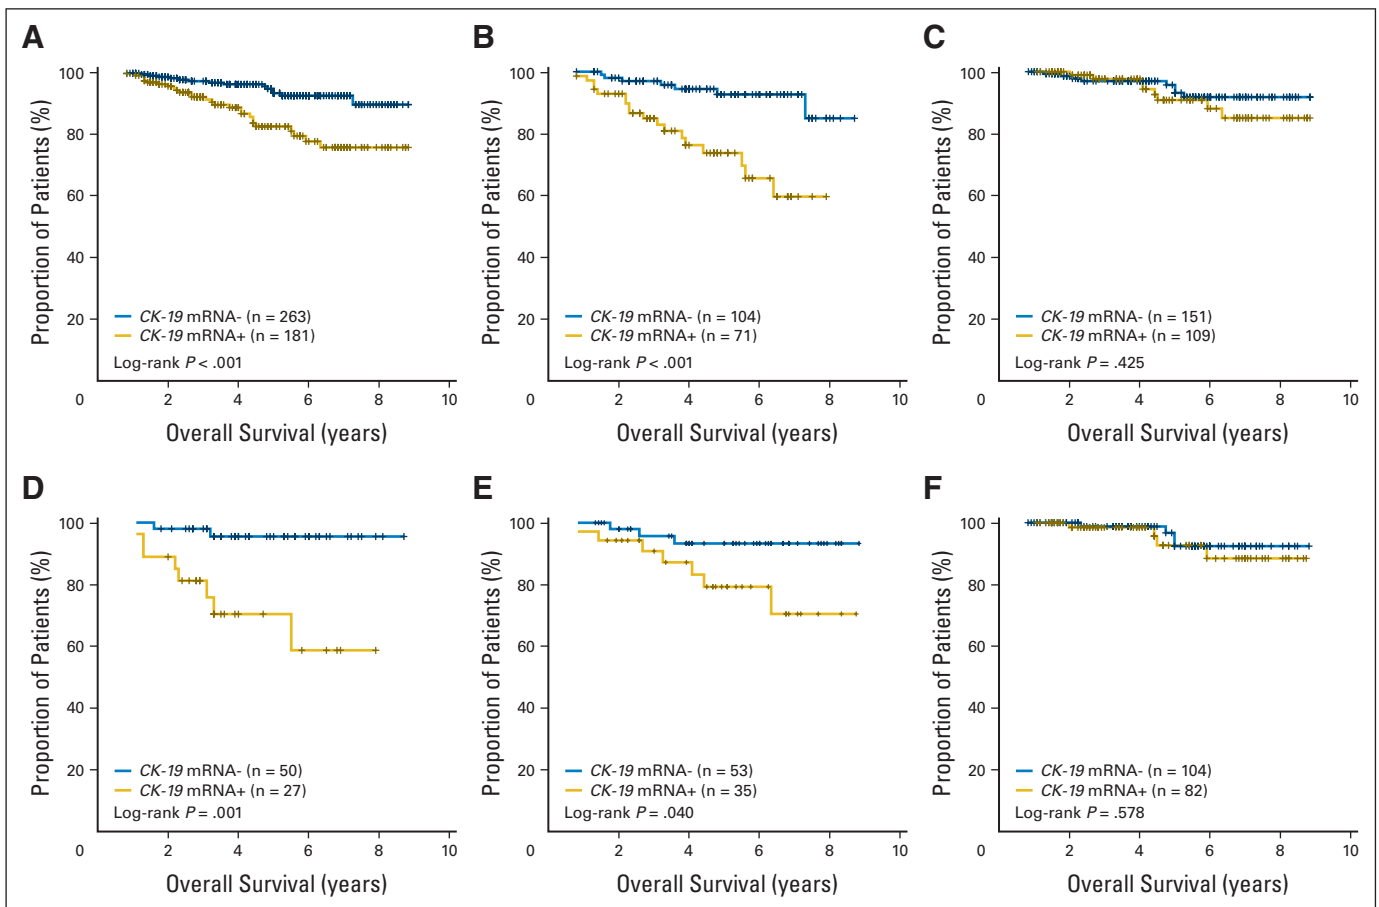 A
Proportion of Patients (%)
100
80
60
40
20
0
CK-19 mRNA- (n = 263)
CK-19 mRNA+ (n = 181)
Log-rank P < .001
2
4
6
8
10
Overall Survival (years)
B
Proportion of Patients (%)
100
80
60
40
20
0
CK-19 mRNA- (n = 104)
CK-19 mRNA+ (n = 71)
Log-rank P < .001
2
4
6
8
10
Overall Survival (years)
C
Proportion of Patients (%)
100
80
60
40
20
0
CK-19 mRNA- (n = 151)
CK-19 mRNA+ (n = 109)
Log-rank P = .425
2
4
6
8
10
Overall Survival (years)
D
Proportion of Patients (%)
100
80
60
40
20
0
CK-19 mRNA- (n = 50)
CK-19 mRNA+ (n = 27)
Log-rank P = .001
2
4
6
8
10
Overall Survival (years)
E
Proportion of Patients (%)
100
80
60
40
20
0
CK-19 mRNA- (n = 53)
CK-19 mRNA+ (n = 35)
Log-rank P = .040
2
4
6
8
10
Overall Survival (years)
F
Proportion of Patients (%)
100
80
60
40
20
0
CK-19 mRNA- (n = 104)
CK-19 mRNA+ (n = 82)
Log-rank P = .578
2
4
6
8
10
Overall Survival (years)